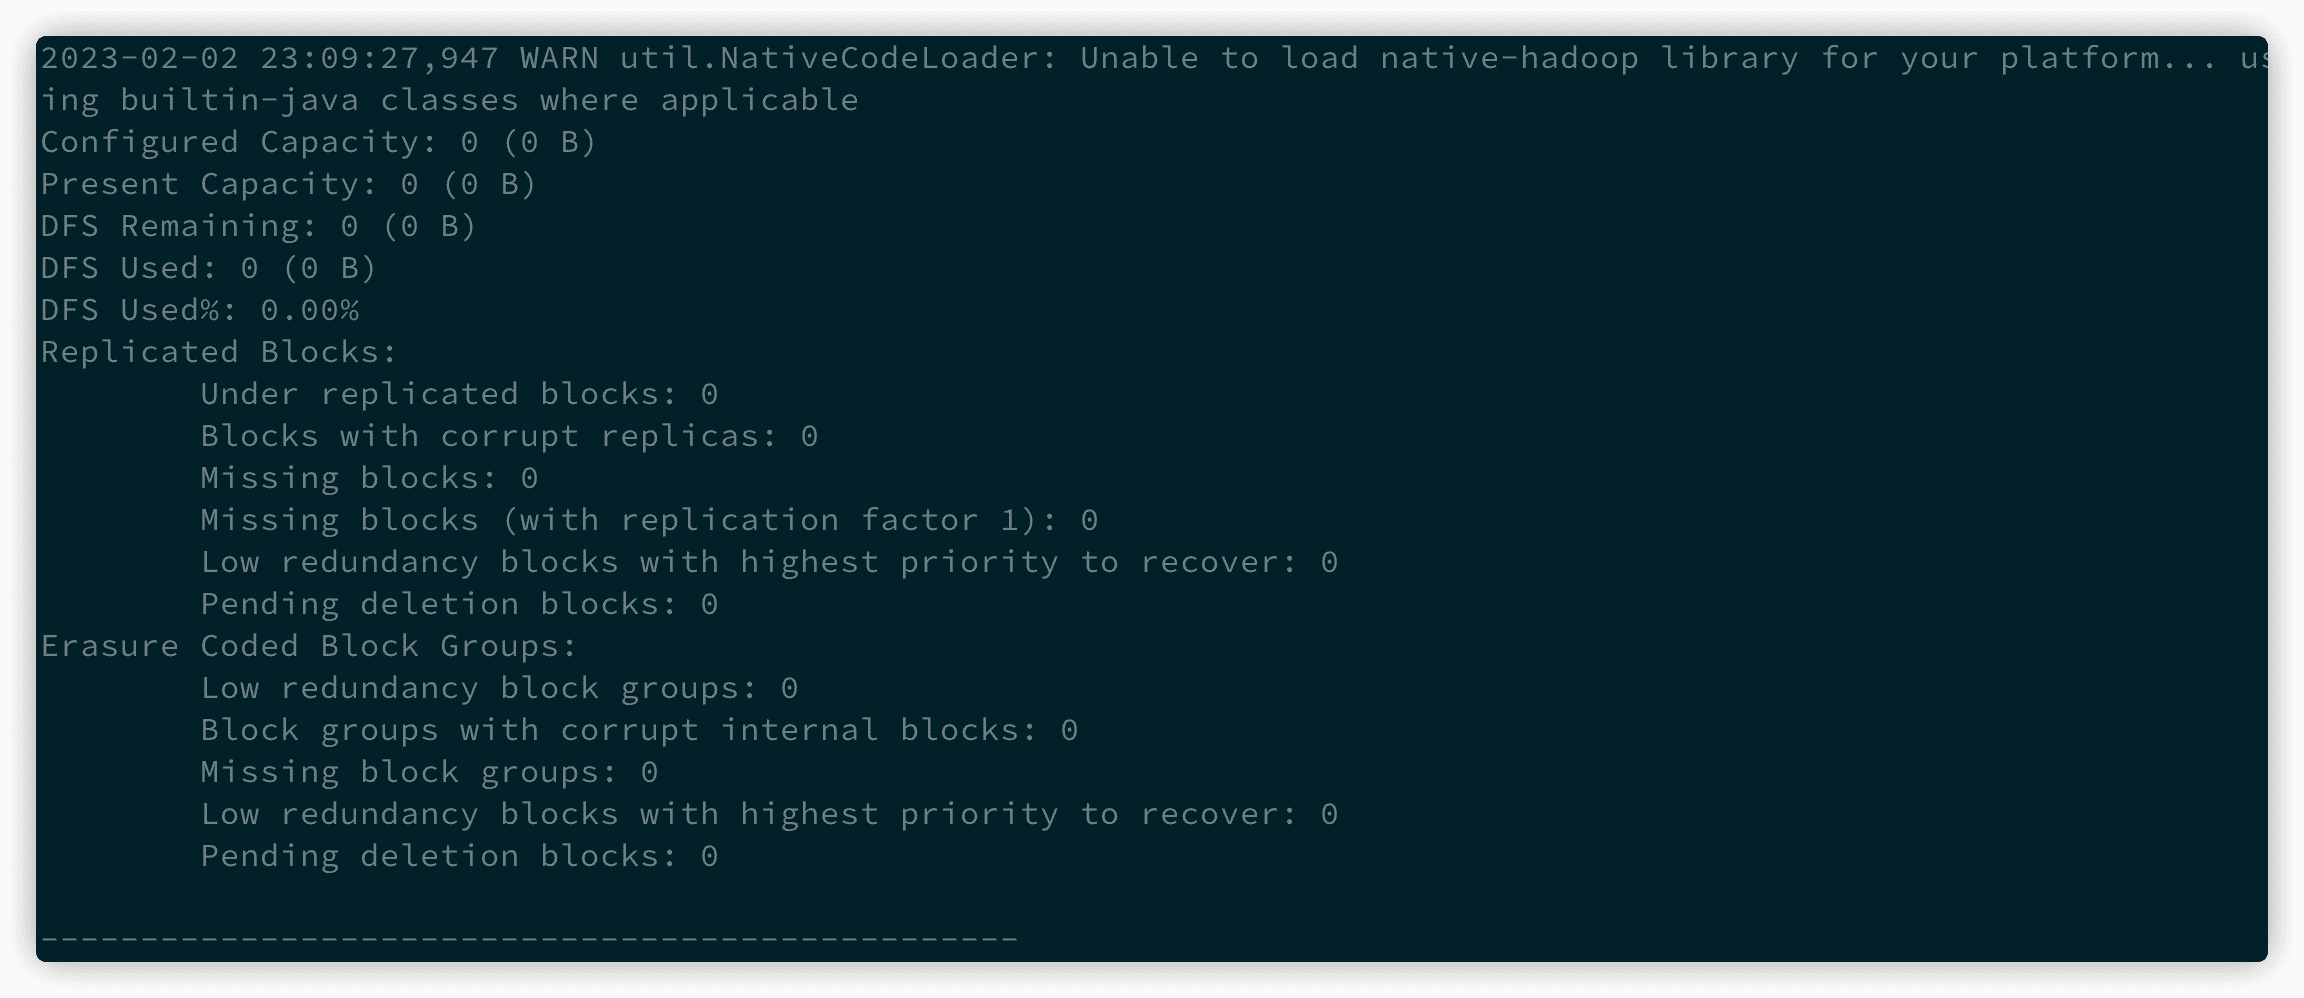 2023-02-02 23:09:27,947 WARN util.NativeCodeLoader: Unable to load native-hadoop library for your platform... us
ing builtin-java classes where applicable
Configured Capacity: 0 (0 B)
Present Capacity: 0 (0 B)
DFS Remaining: 0 (0 B)
DFS Used: 0 (0 B)
DFS Used%: 0.00%
Replicated Blocks:
        Under replicated blocks: 0
        Blocks with corrupt replicas: 0
        Missing blocks: 0
        Missing blocks (with replication factor 1): 0
        Low redundancy blocks with highest priority to recover: 0
        Pending deletion blocks: 0
Erasure Coded Block Groups:
        Low redundancy block groups: 0
        Block groups with corrupt internal blocks: 0
        Missing block groups: 0
        Low redundancy blocks with highest priority to recover: 0
        Pending deletion blocks: 0

-------------------------------------------------